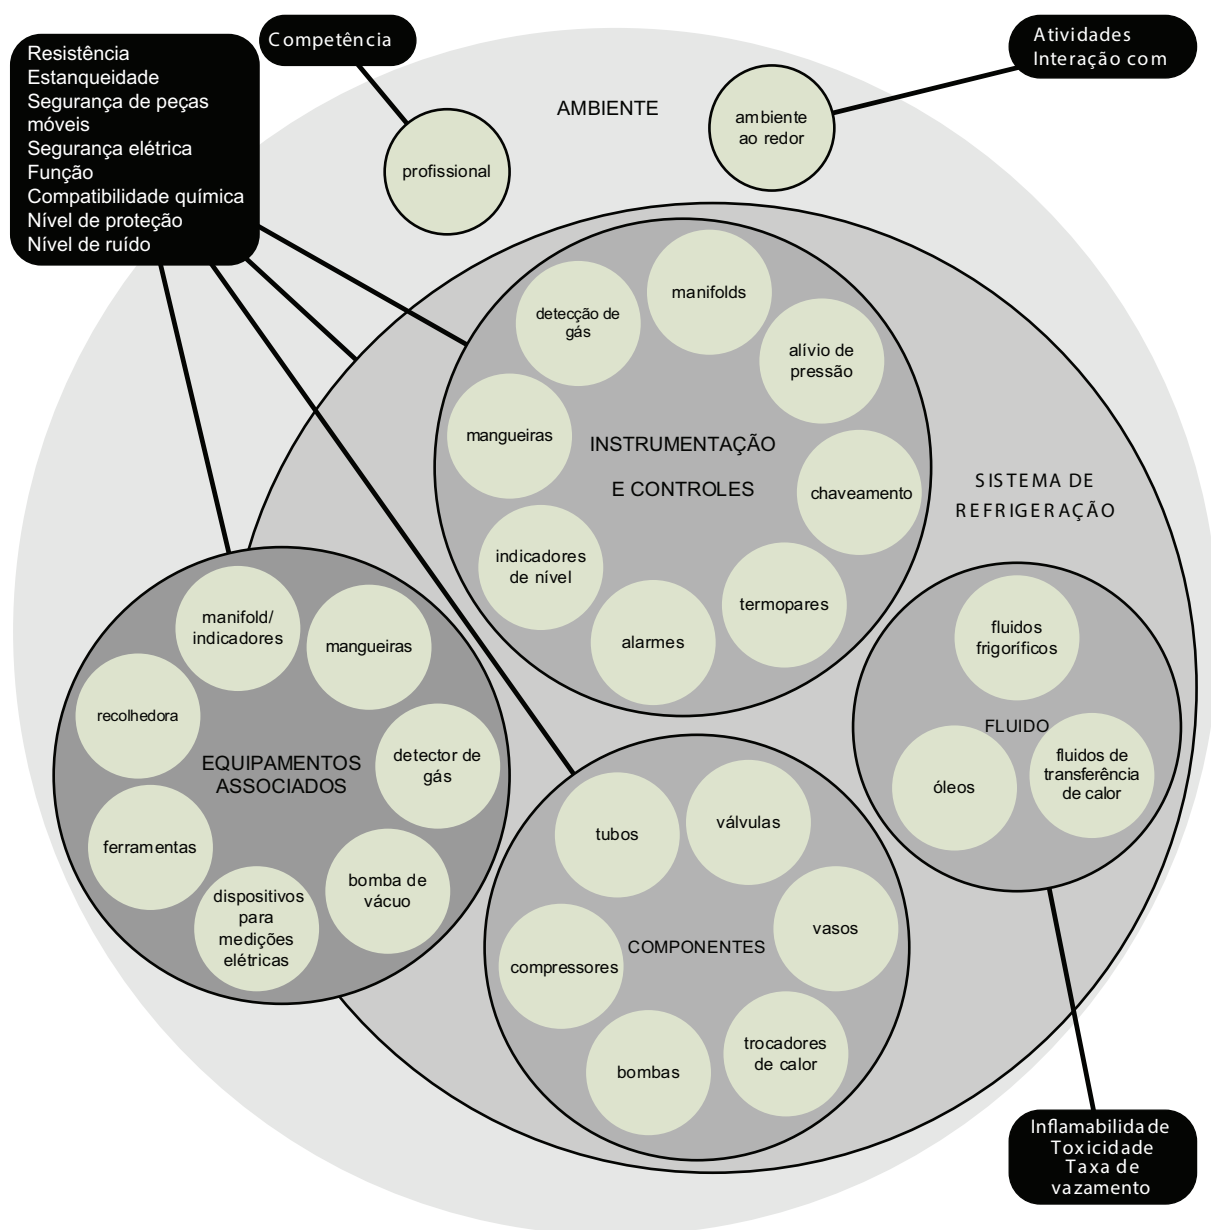 Resistência
Estanqueidade
Segurança de peças
móveis
Segurança elétrica
Função
Compatibilidade química
Nível de proteção
Nível de ruído
Competência
Atividades
Interação com
AMBIENTE
profissional
ambiente
ao redor
manifolds
detecção de
gás
alívio de
pressão
mangueiras
INSTRUMENTAÇÃO
E CONTROLES
chaveamento
indicadores
de nível
termopares
alarmes
SISTEMA DE
REFRIGERAÇÃO
manifold/
indicadores
mangueiras
recolhedora
EQUIPAMENTOS
ASSOCIADOS
detector de
gás
ferramentas
bomba de
vácuo
dispositivos
para
medições
elétricas
fluidos
frigoríficos
FLUIDO
óleos
fluidos de
transferência
de calor
tubos
válvulas
vasos
compressores
COMPONENTES
bombas
trocadores
de calor
Inflamabilidade
Toxicidade
Taxa de
vazamento